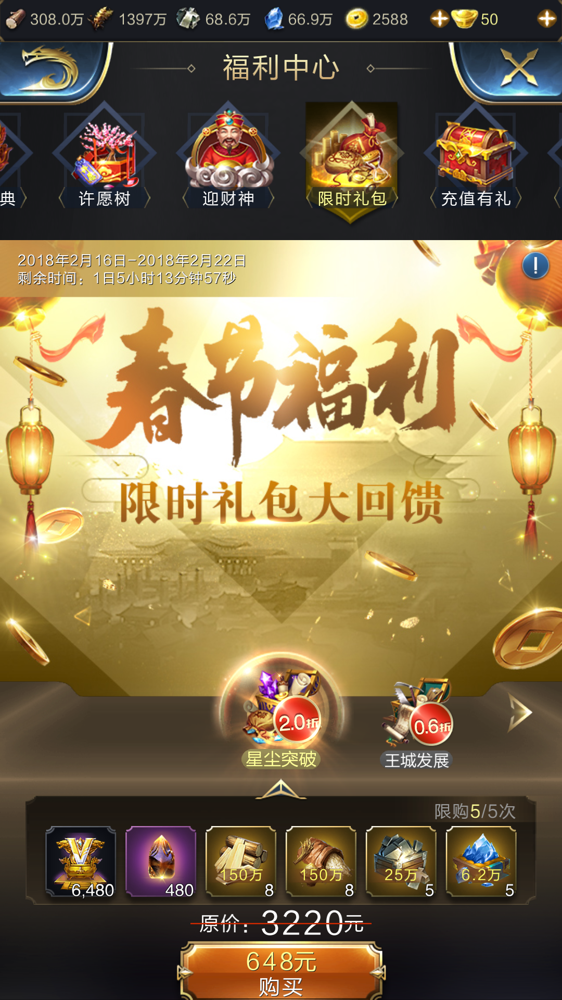 308.0万 1397万 68.6万 66.9万 2588 50
福利中心
典 许愿树 迎财神 限时礼包 充值有礼
2018年2月16日-2018年2月22日
剩余时间：1日5小时13分钟57秒
春节福利
限时礼包大回馈
2.0折 0.6折
星尘突破 王城发展
限购5/5次
150万 150万 25万 6.2万
6,480 480 8 8 5 5
原价：3220元
648元
购买